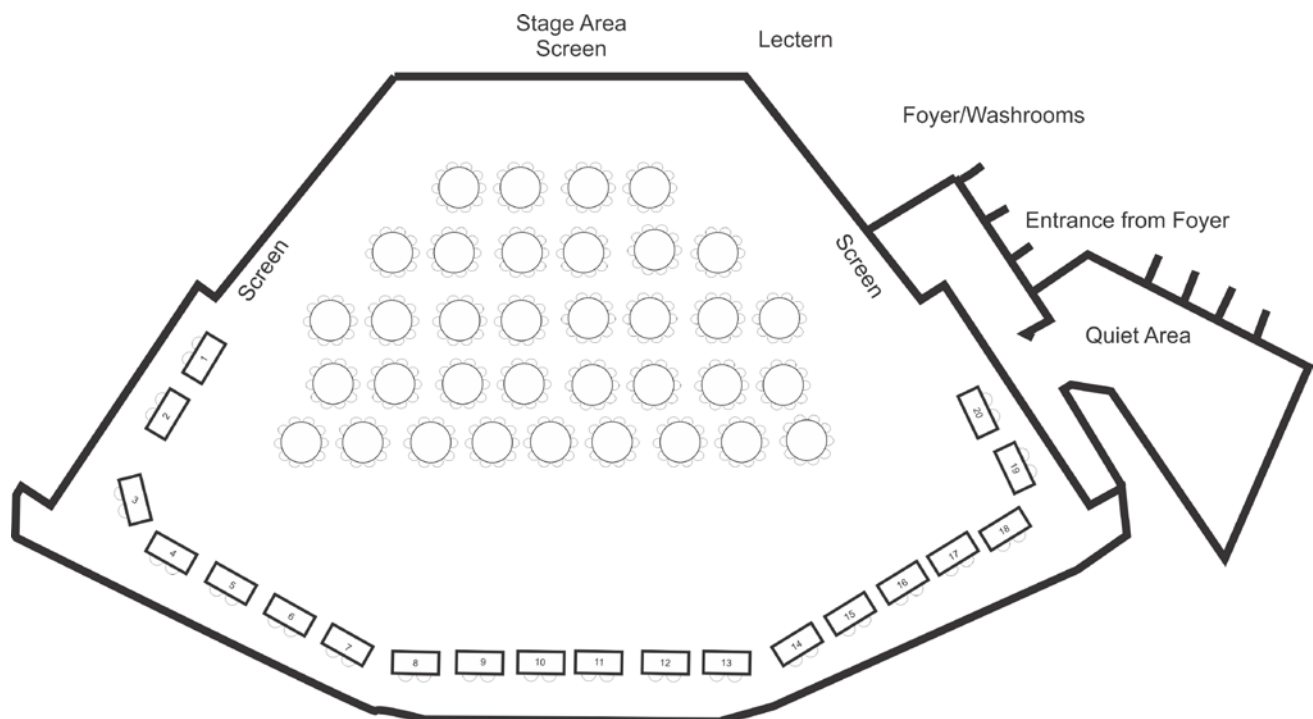 Stage Area
Screen
Lectern
Foyer/Washrooms
Entrance from Foyer
Screen
Screen
Quiet Area
1
2
3
4
5
6
7
8
9
10
11
12
13
14
15
16
17
18
19
20